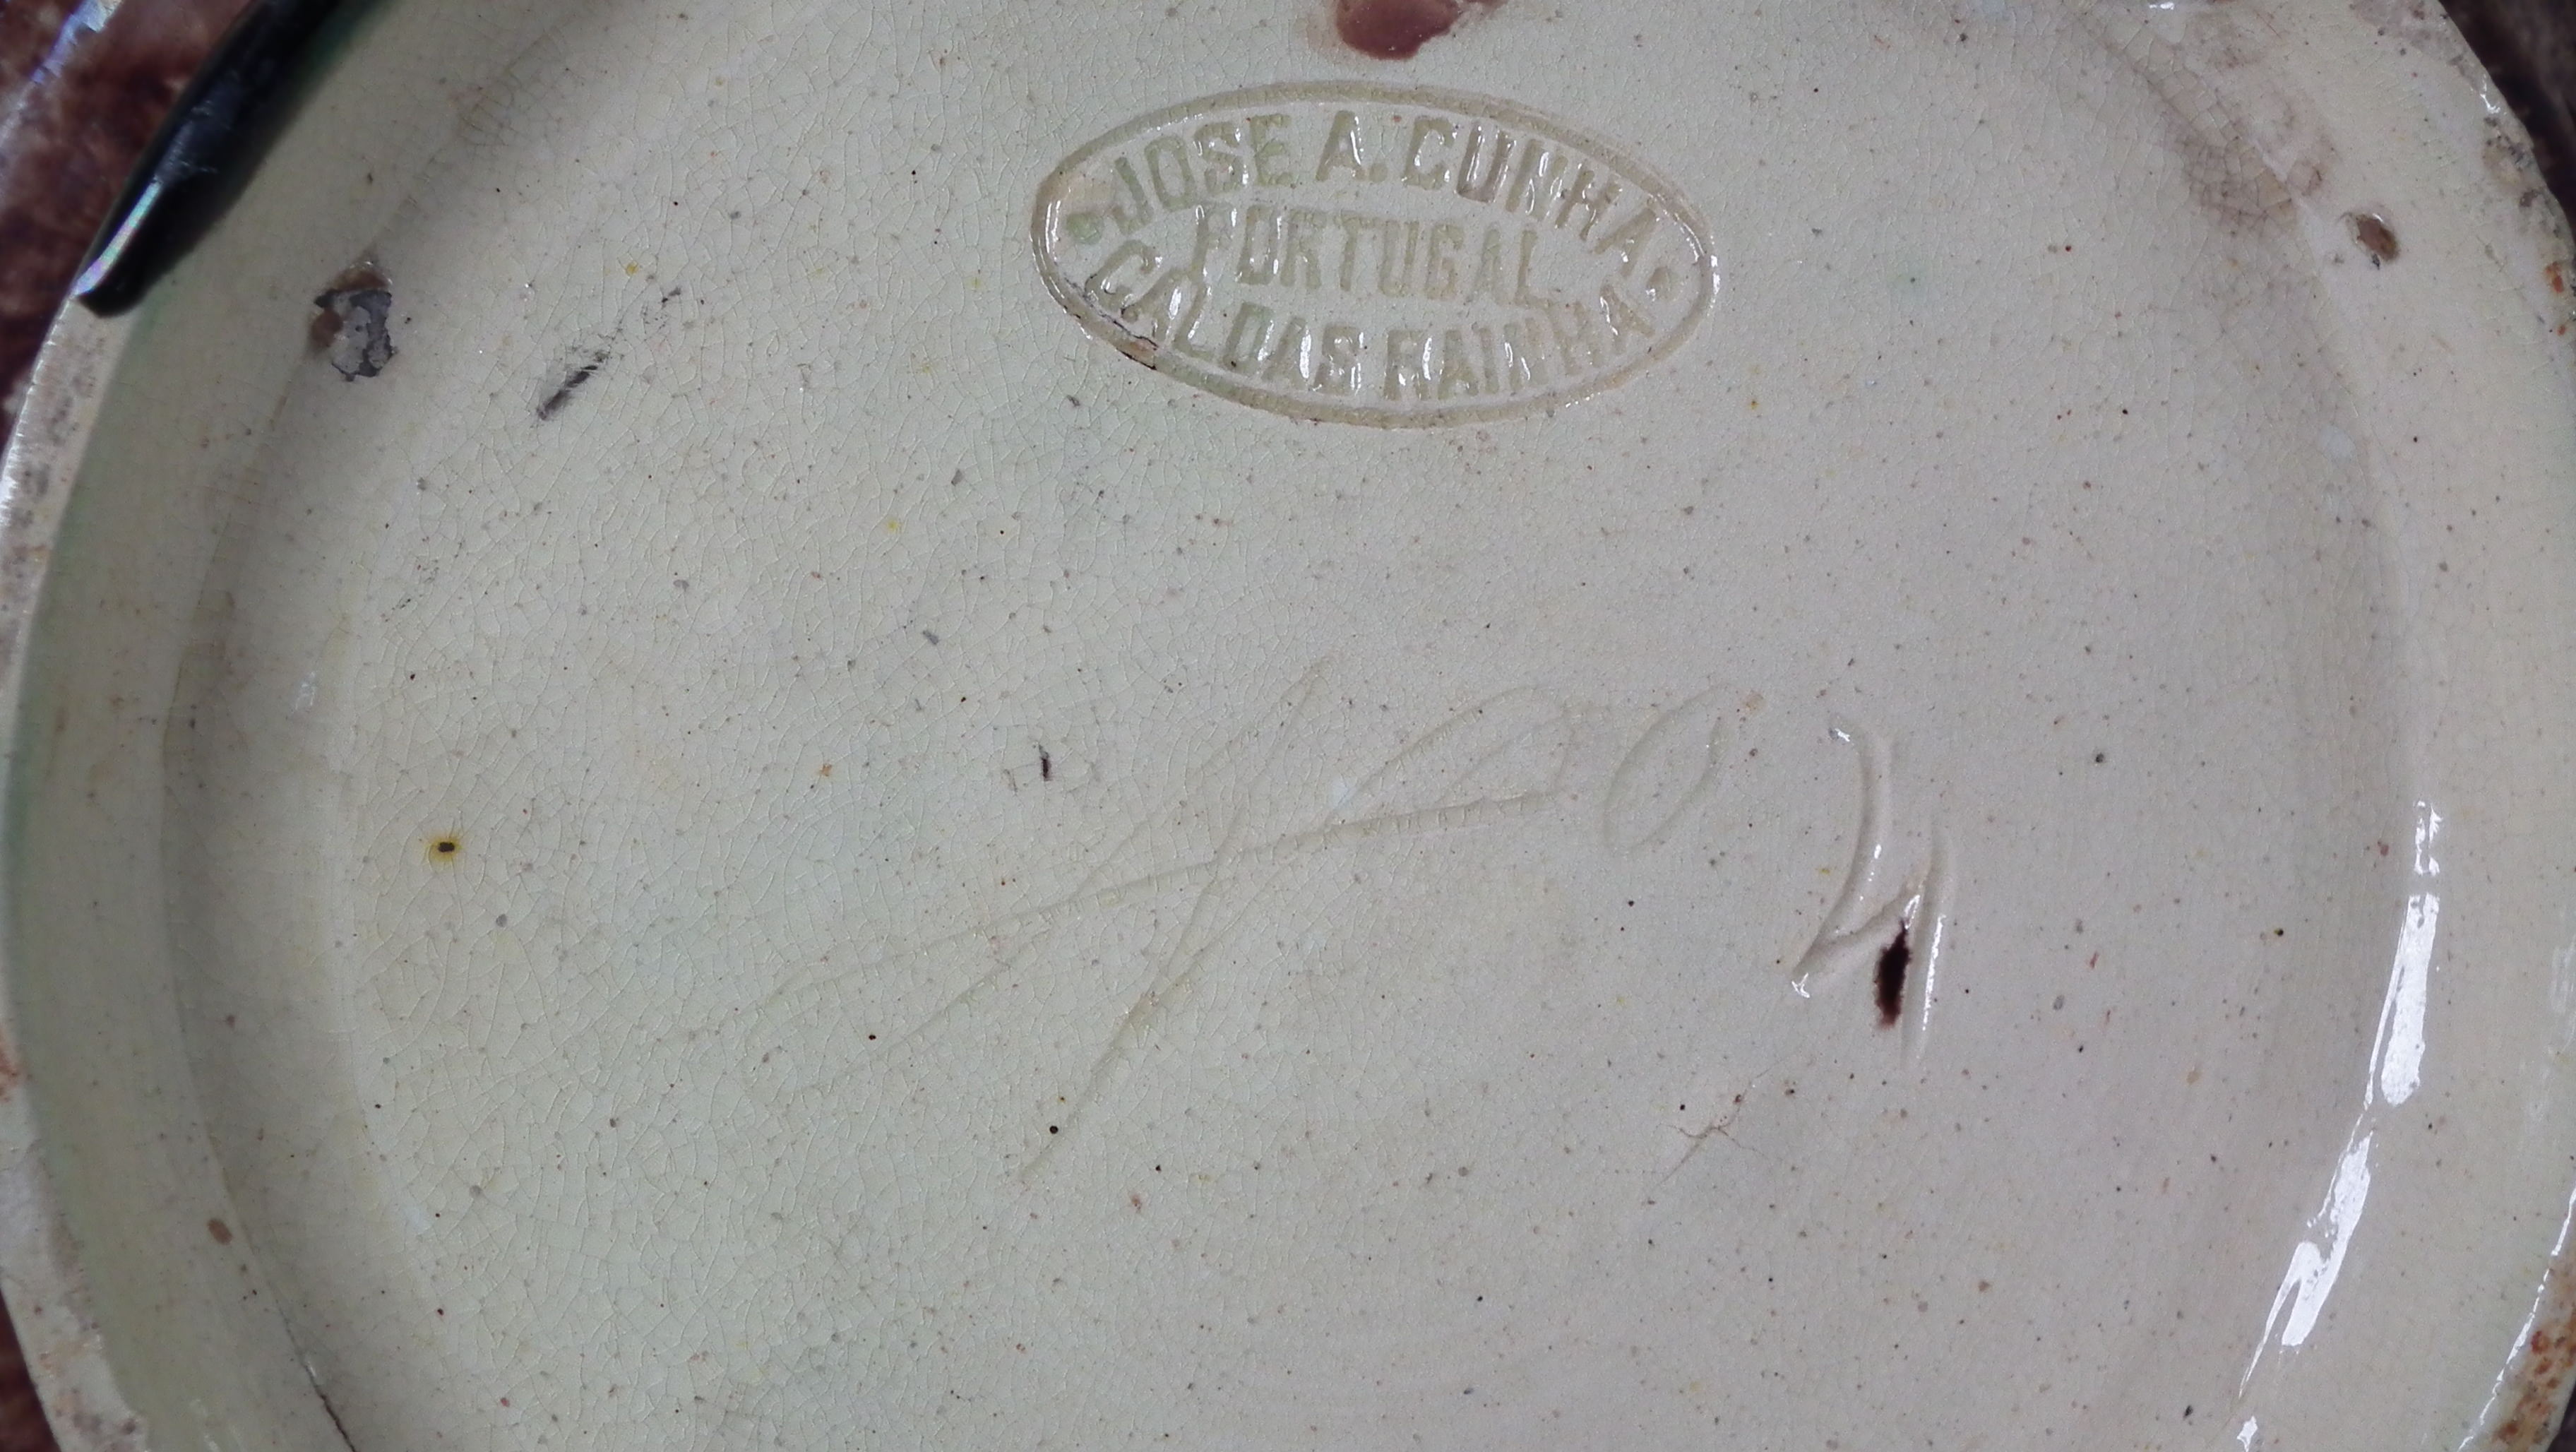 JOSE A. CUNHA
PORTUGAL
CALDAS RAINHA